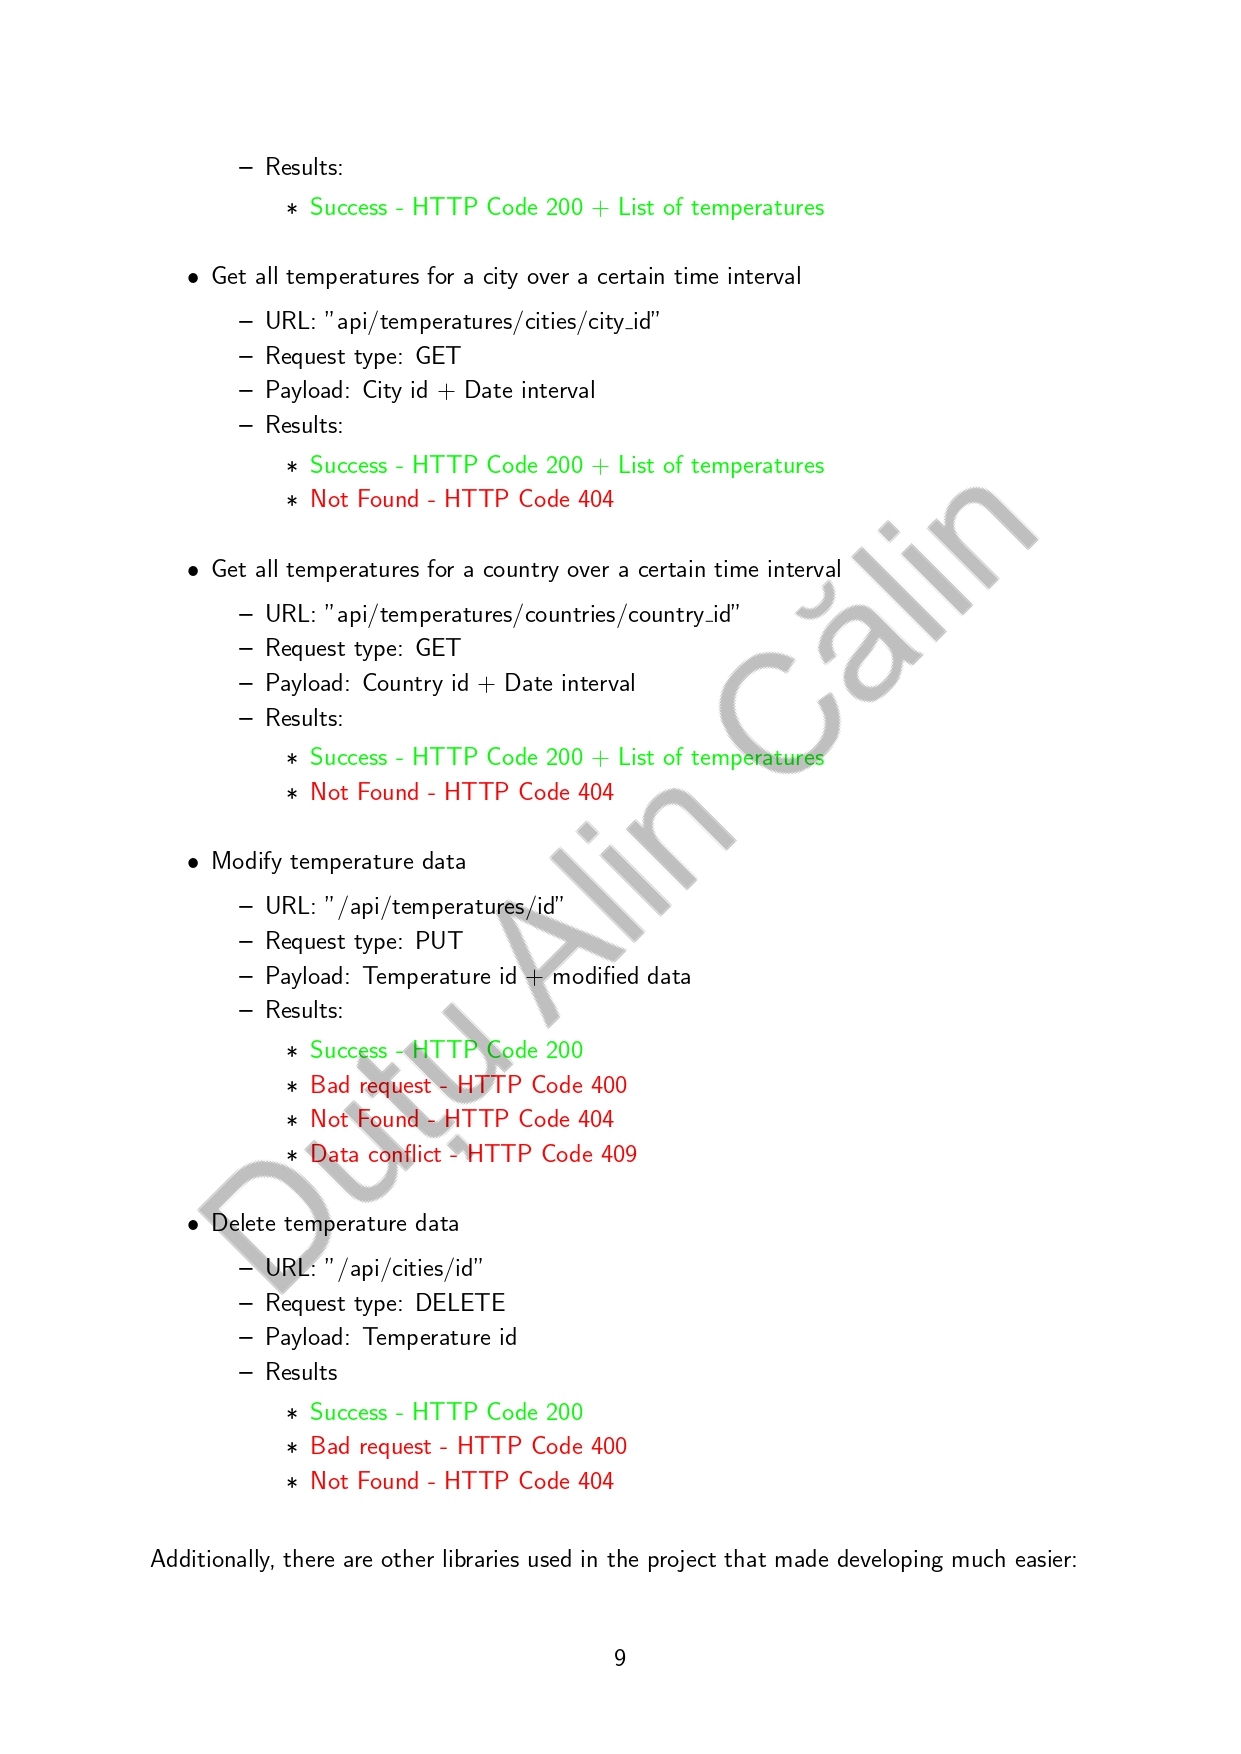 – Results:
∗ Success - HTTP Code 200 + List of temperatures
• Get all temperatures for a city over a certain time interval
– URL: ”api/temperatures/cities/city_id”
– Request type: GET
– Payload: City id + Date interval
– Results:
∗ Success - HTTP Code 200 + List of temperatures
∗ Not Found - HTTP Code 404
• Get all temperatures for a country over a certain time interval
– URL: ”api/temperatures/countries/country_id”
– Request type: GET
– Payload: Country id + Date interval
– Results:
∗ Success - HTTP Code 200 + List of temperatures
∗ Not Found - HTTP Code 404
• Modify temperature data
– URL: ”/api/temperatures/id”
– Request type: PUT
– Payload: Temperature id + modified data
– Results:
∗ Success - HTTP Code 200
∗ Bad request - HTTP Code 400
∗ Not Found - HTTP Code 404
∗ Data conflict - HTTP Code 409
• Delete temperature data
– URL: ”/api/cities/id”
– Request type: DELETE
– Payload: Temperature id
– Results
∗ Success - HTTP Code 200
∗ Bad request - HTTP Code 400
∗ Not Found - HTTP Code 404
Additionally, there are other libraries used in the project that made developing much easier:
9
Duțu Alin Călin